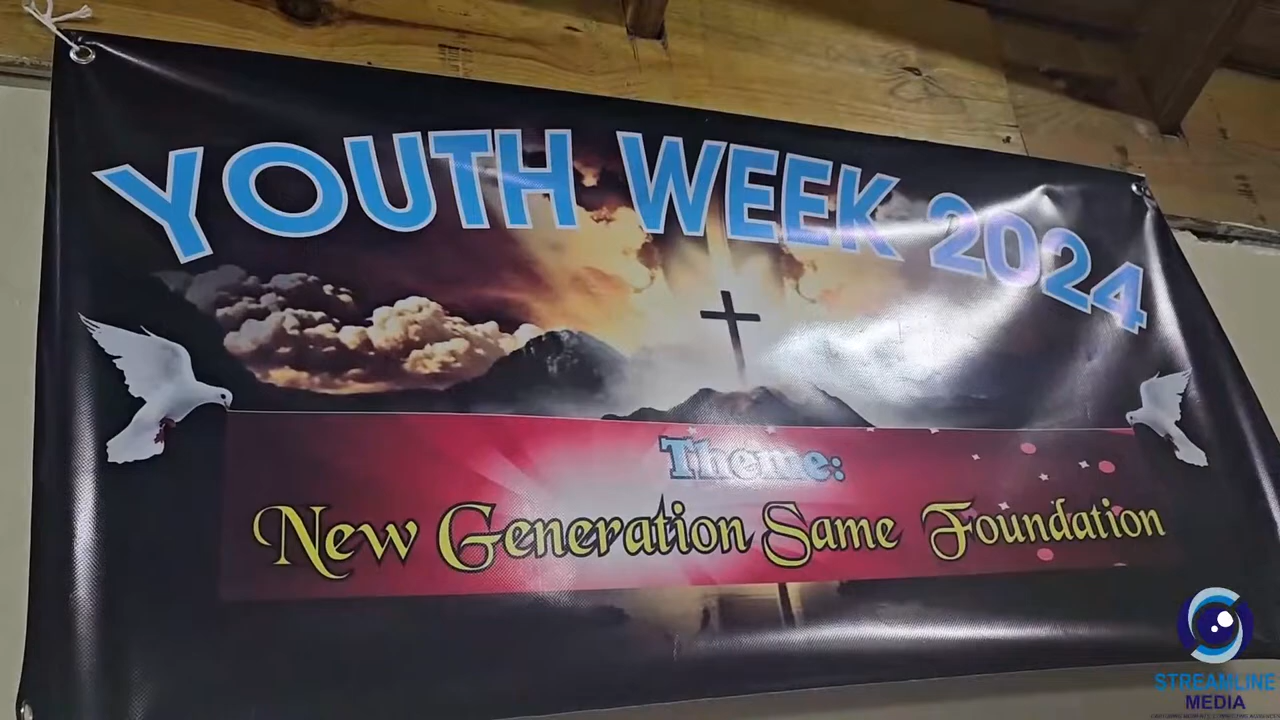 YOUTH WEEK 2024
Theme:
New Generation Same Foundation
STREAMLINE
MEDIA